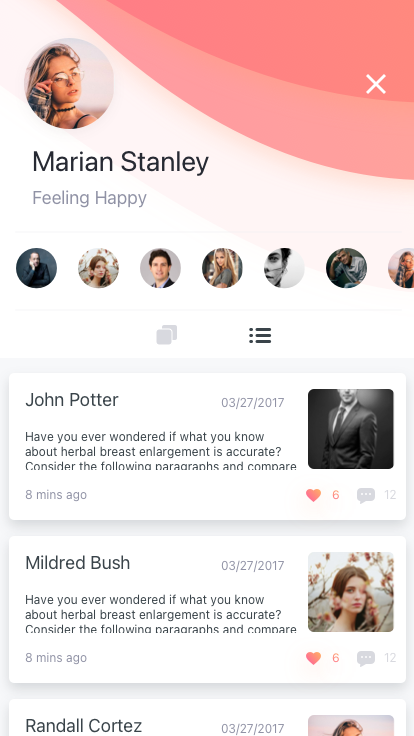 Marian Stanley
Feeling Happy
John Potter
03/27/2017
Have you ever wondered if what you know
about herbal breast enlargement is accurate?
Consider the following paragraphs and compare
8 mins ago
6
12
Mildred Bush
03/27/2017
Have you ever wondered if what you know
about herbal breast enlargement is accurate?
Consider the following paragraphs and compare
8 mins ago
6
12
Randall Cortez
03/27/2017